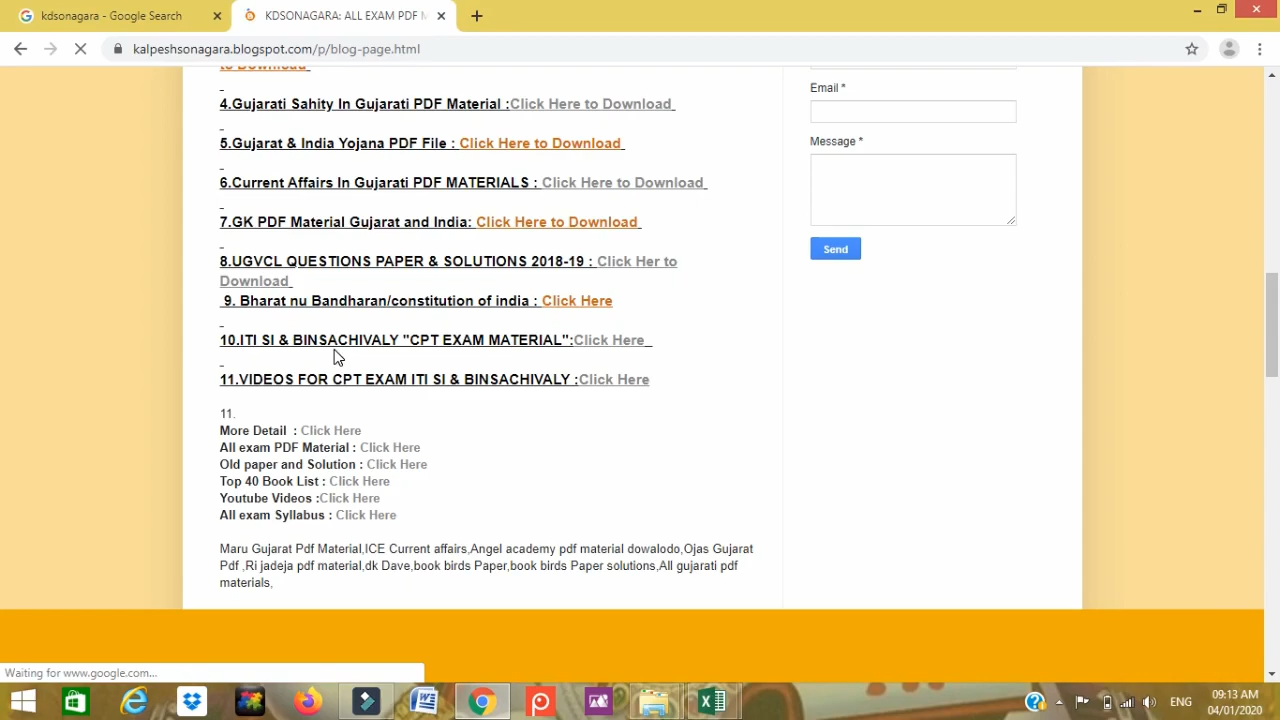 kdsonagara - Google Search
KDSONAGARA: ALL EXAM PDF M
kalpeshsonagara.blogspot.com/p/blog-page.html
to Download
4.Gujarati Sahity In Gujarati PDF Material :Click Here to Download
5.Gujarat & India Yojana PDF File : Click Here to Download
6.Current Affairs In Gujarati PDF MATERIALS : Click Here to Download
7.GK PDF Material Gujarat and India: Click Here to Download
8.UGVCL QUESTIONS PAPER & SOLUTIONS 2018-19 : Click Her to
Download
9. Bharat nu Bandharan/constitution of india : Click Here
10.ITI SI & BINSACHIVALY "CPT EXAM MATERIAL":Click Here
11.VIDEOS FOR CPT EXAM ITI SI & BINSACHIVALY :Click Here
11.
More Detail : Click Here
All exam PDF Material : Click Here
Old paper and Solution : Click Here
Top 40 Book List : Click Here
Youtube Videos :Click Here
All exam Syllabus : Click Here
Maru Gujarat Pdf Material,ICE Current affairs,Angel academy pdf material dowalodo,Ojas Gujarat
Pdf ,Ri jadeja pdf material,dk Dave,book birds Paper,book birds Paper solutions,All gujarati pdf
materials,
Email *
Message *
Send
Waiting for www.google.com...
ENG
09:13 AM
04/01/2020